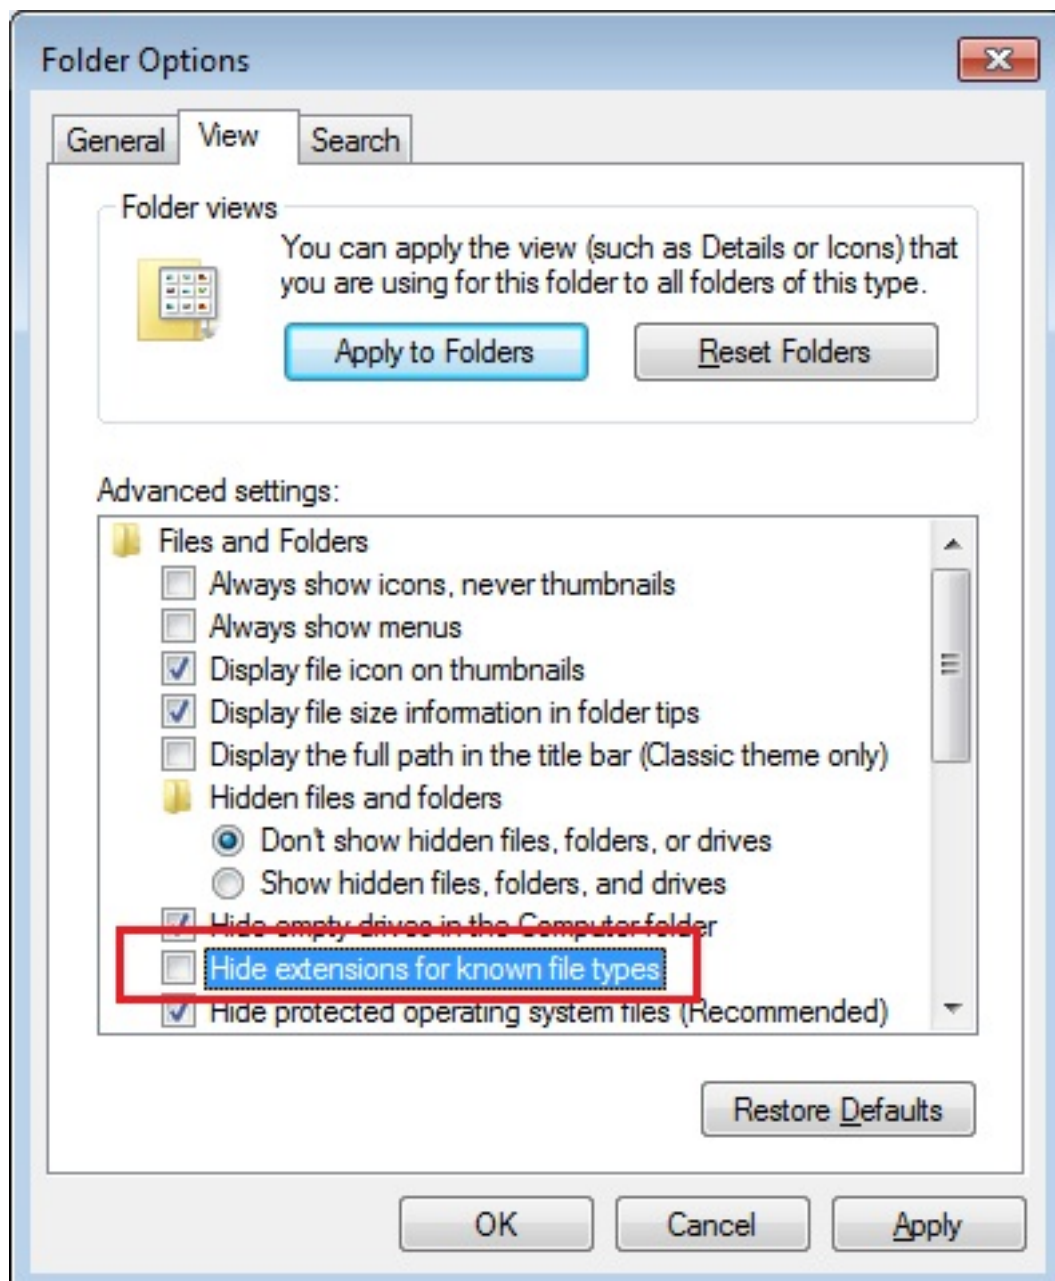 Folder Options
General View Search
Folder views
You can apply the view (such as Details or Icons) that
you are using for this folder to all folders of this type.
Apply to Folders Reset Folders
Advanced settings:
Files and Folders
Always show icons, never thumbnails
Always show menus
Display file icon on thumbnails
Display file size information in folder tips
Display the full path in the title bar (Classic theme only)
Hidden files and folders
Don't show hidden files, folders, or drives
Show hidden files, folders, and drives
Hide empty drives in the Computer folder
Hide extensions for known file types
Hide protected operating system files (Recommended)
Restore Defaults
OK Cancel Apply